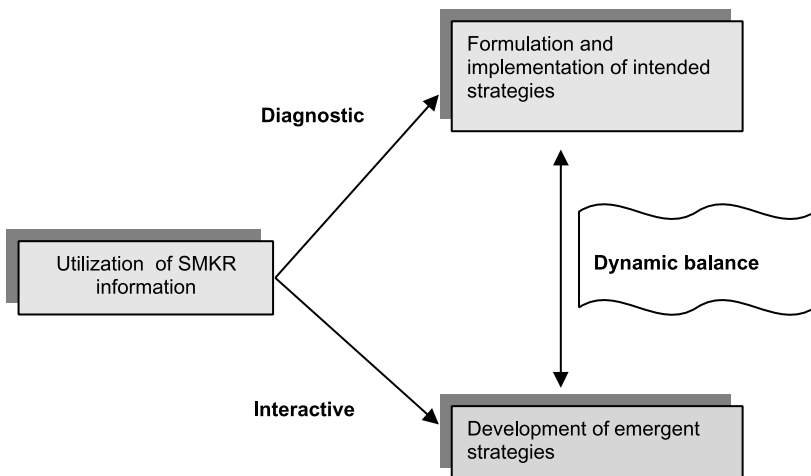 Formulation and
implementation of intended
strategies
Diagnostic
Utilization of SMKR
information
Dynamic balance
Interactive
Development of emergent
strategies